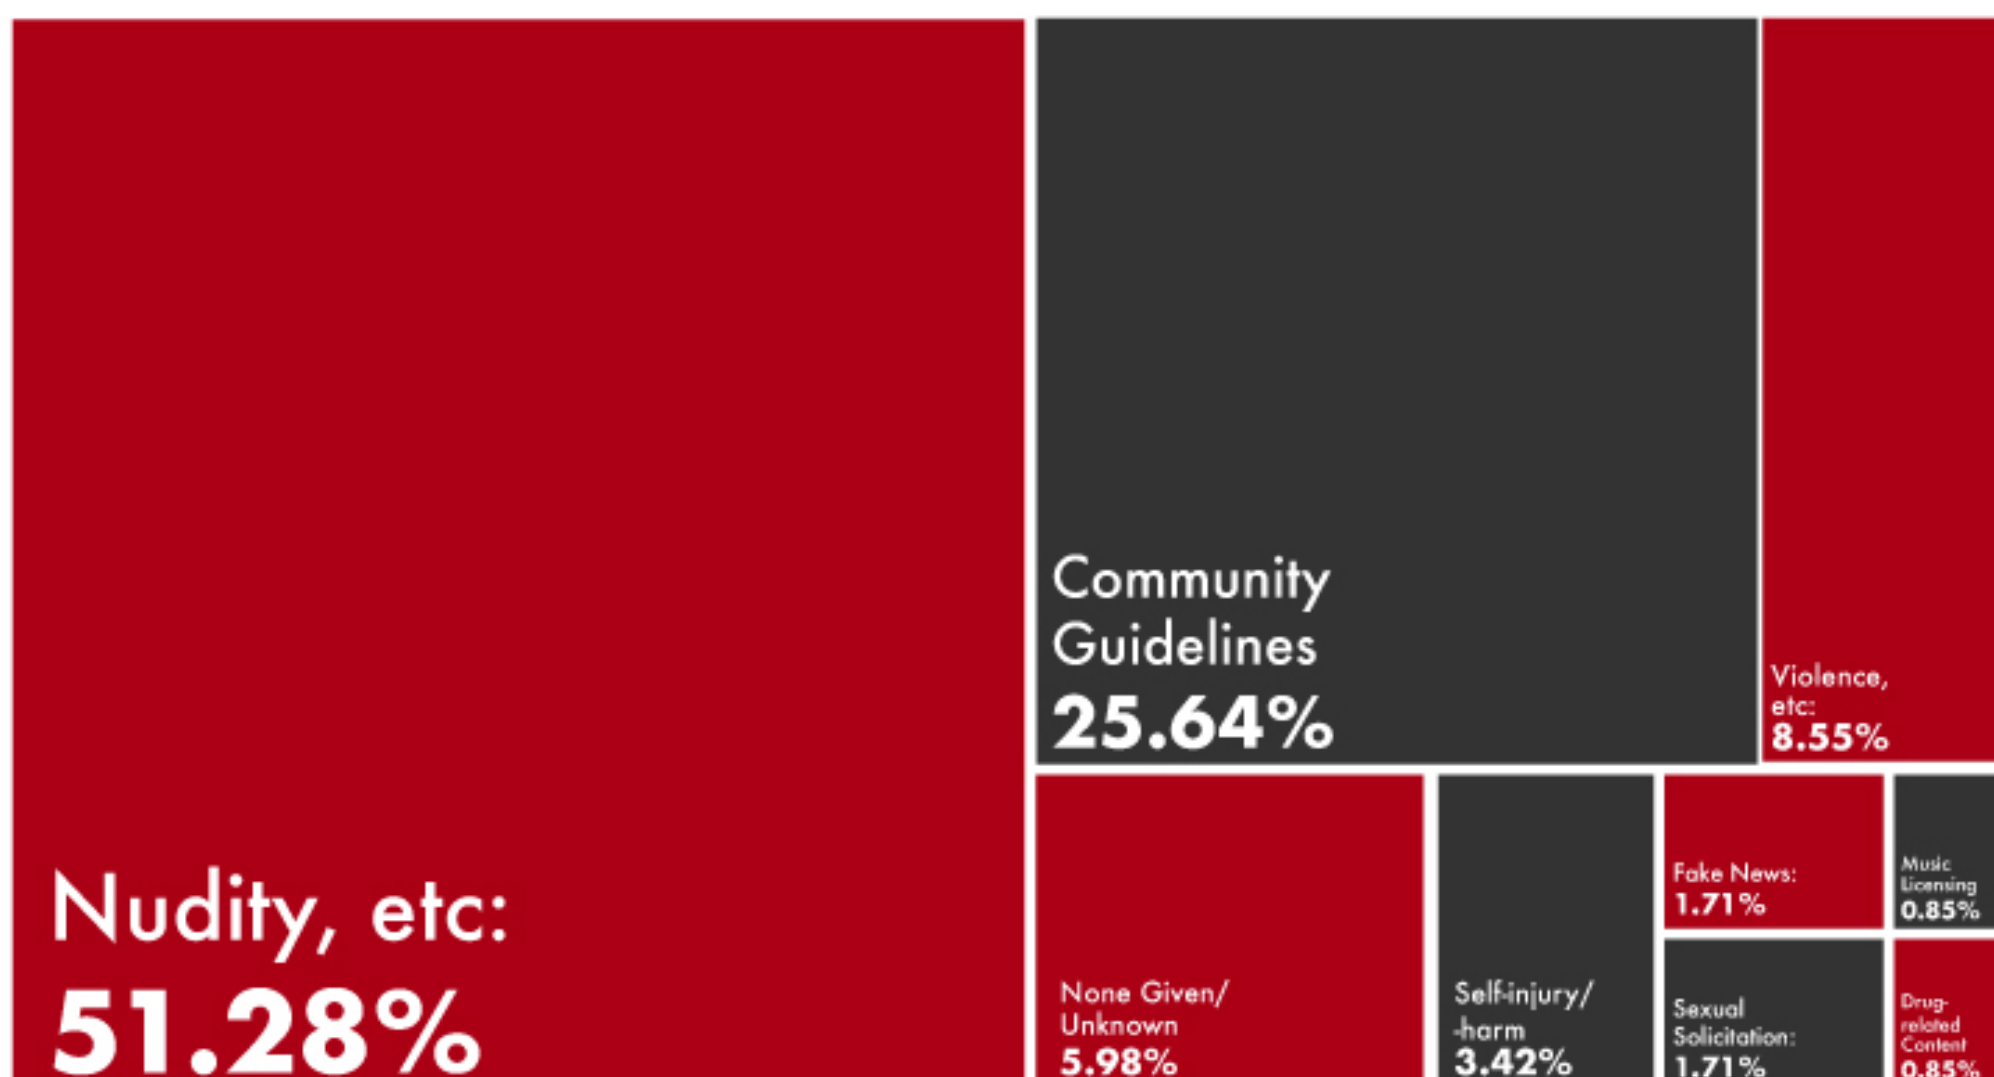 Nudity, etc:
51.28%
Community
Guidelines
25.64%
Violence,
etc:
8.55%
None Given/
Unknown
5.98%
Self-injury/
-harm
3.42%
Fake News:
1.71%
Music
Licensing
0.85%
Sexual
Solicitation:
1.71%
Drug-
related
Content
0.85%